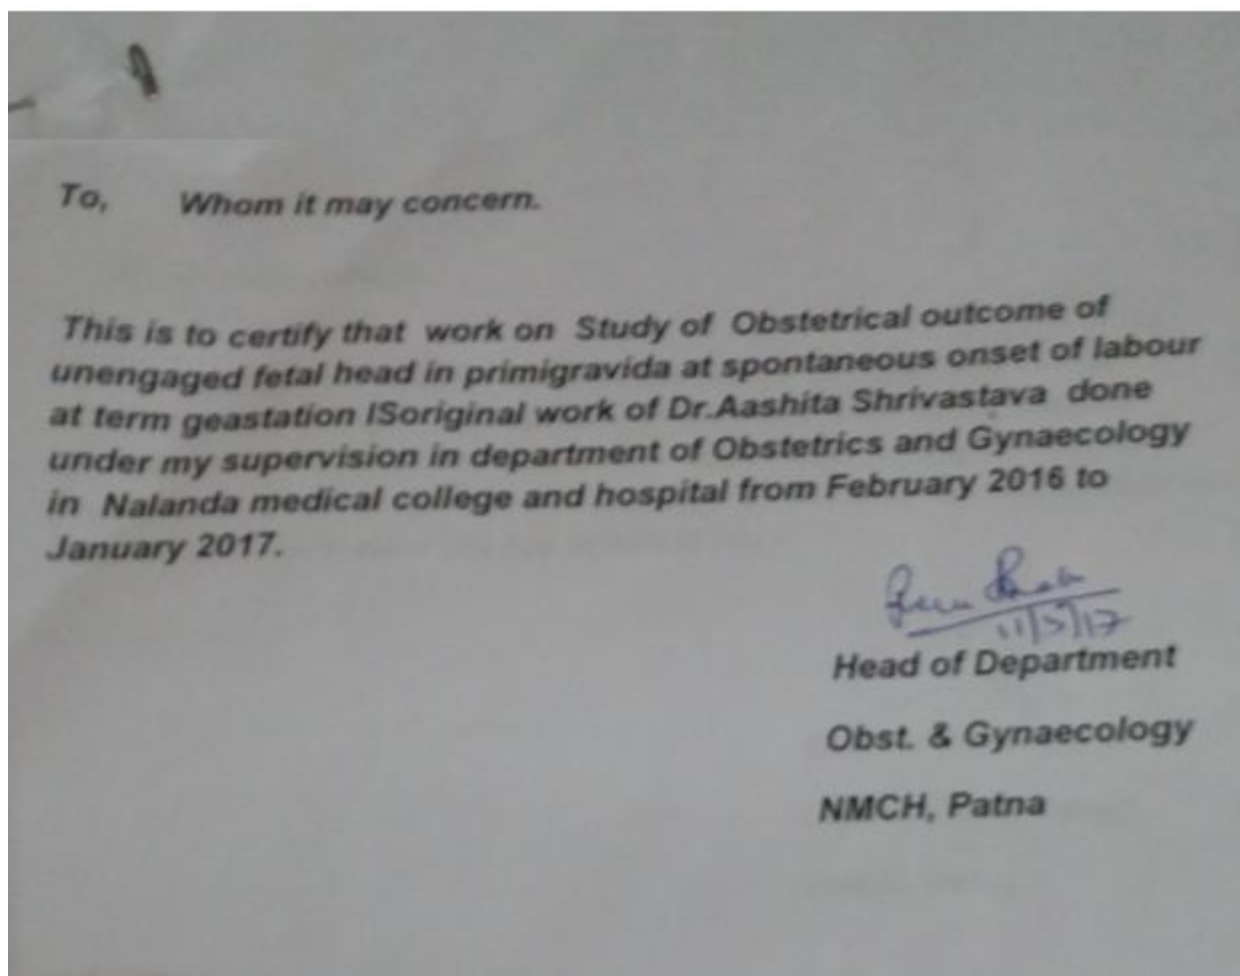 To, Whom it may concern.
This is to certify that work on Study of Obstetrical outcome of
unengaged fetal head in primigravida at spontaneous onset of labour
at term geastation ISoriginal work of Dr.Aashita Shrivastava done
under my supervision in department of Obstetrics and Gynaecology
in Nalanda medical college and hospital from February 2016 to
January 2017.
Head of Department
Obst. & Gynaecology
NMCH, Patna